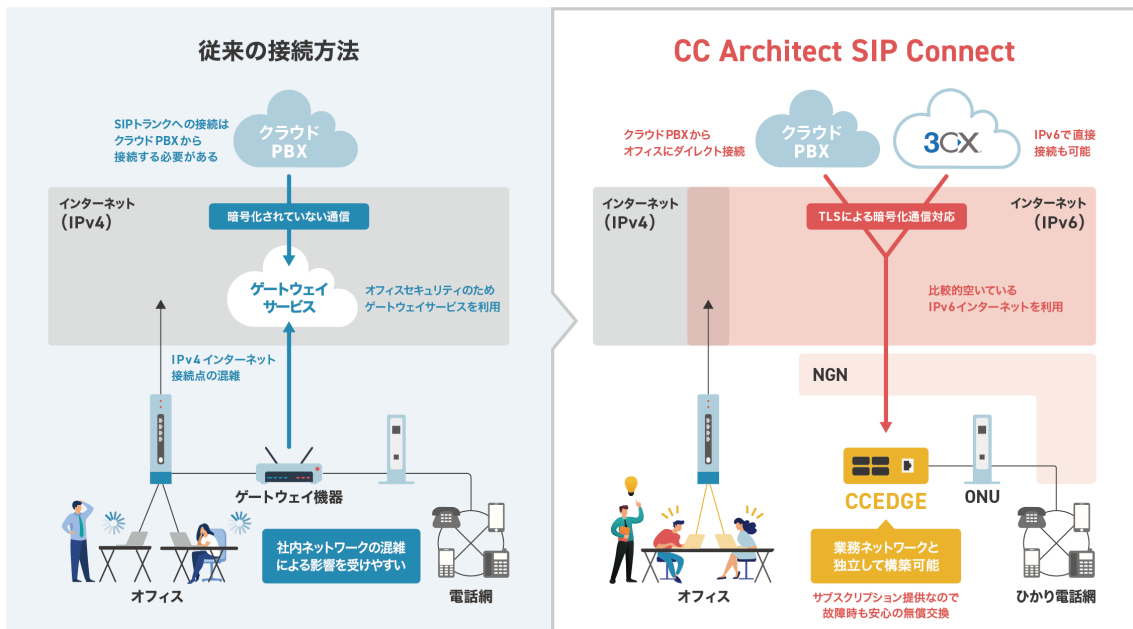 従来の接続方法
SIPトランクへの接続は
クラウドPBXから
接続する必要がある
クラウド
PBX
インターネット
(IPv4)
暗号化されていない通信
ゲートウェイ
サービス
オフィスセキュリティのため
ゲートウェイサービスを利用
IPv4インターネット
接続点の混雑
ゲートウェイ機器
社内ネットワークの混雑
による影響を受けやすい
オフィス
電話網
CC Architect SIP Connect
クラウドPBXから
オフィスにダイレクト接続
クラウド
PBX
3CX
IPv6で直接
接続も可能
インターネット
(IPv4)
TLSによる暗号化通信対応
インターネット
(IPv6)
比較的空いている
IPv6インターネットを利用
NGN
CCEDGE
ONU
業務ネットワークと
独立して構築可能
サブスクリプション提供なので
故障時も安心の無償交換
オフィス
ひかり電話網